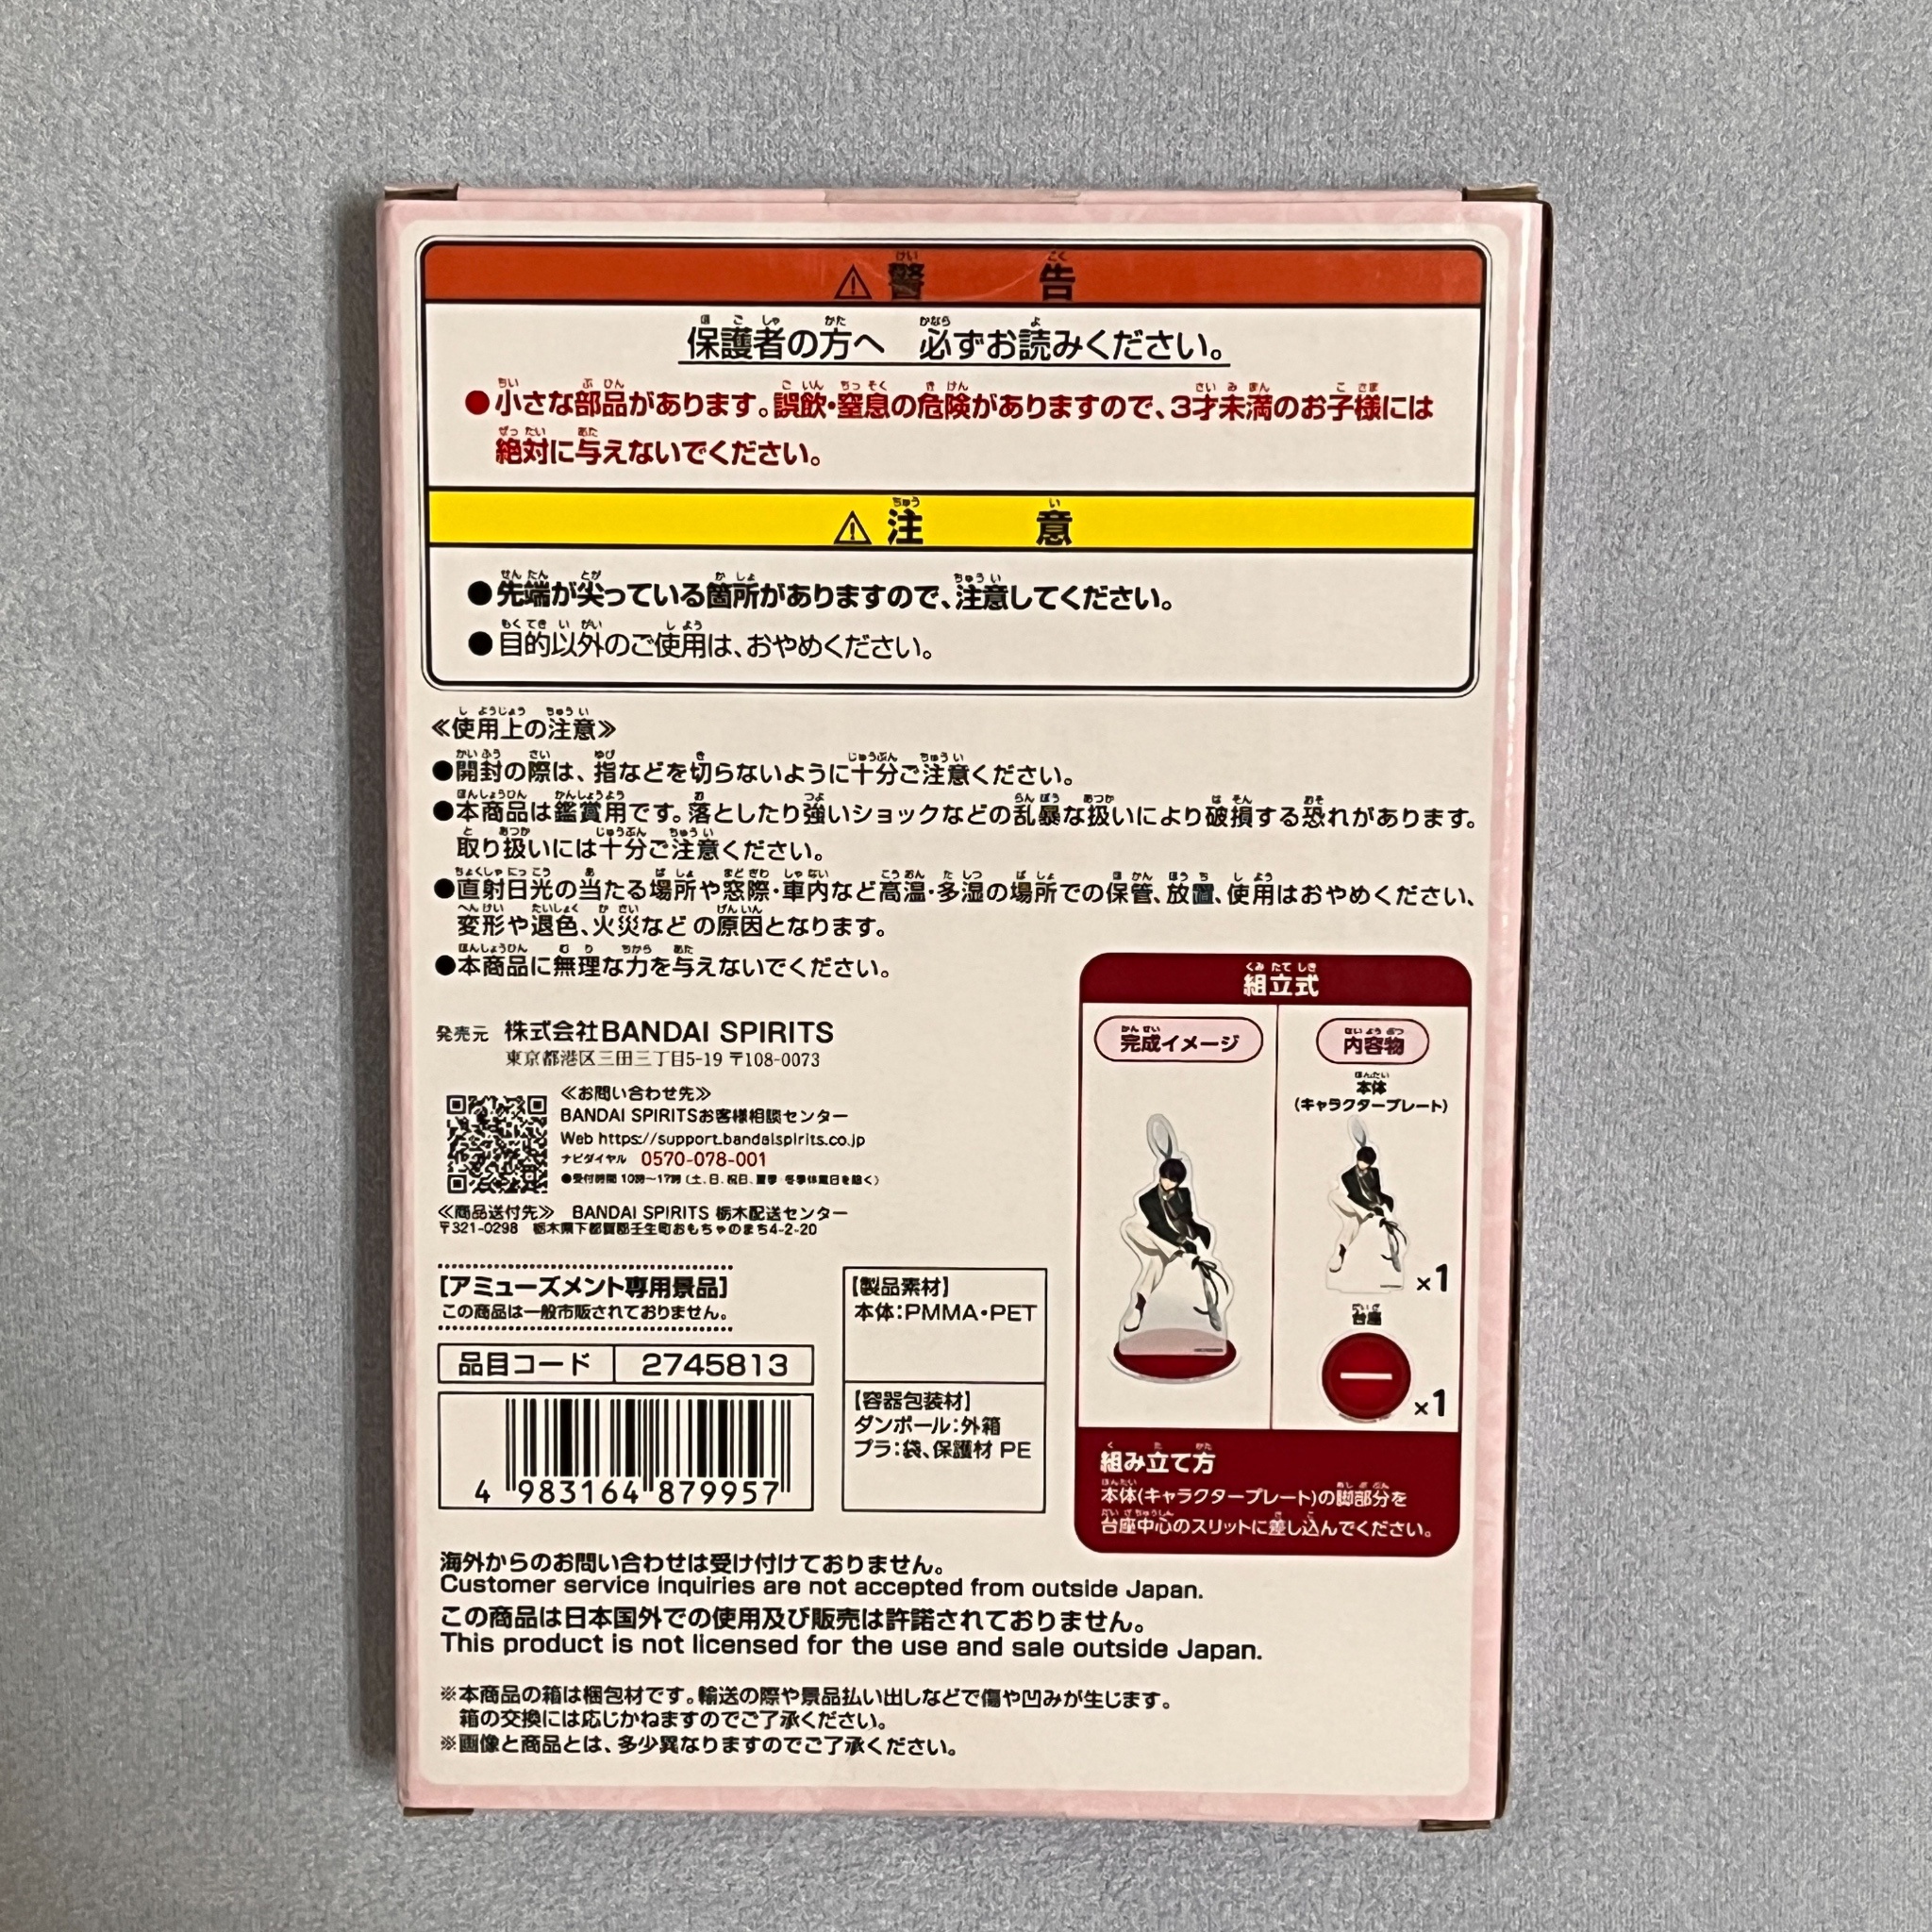 ⚠警告
保護者の方へ 必ずお読みください。
●小さな部品があります。誤飲・窒息の危険がありますので、3才未満のお子様には
絶対に与えないでください。
⚠注意
●先端が尖っている箇所がありますので、注意してください。
●目的以外のご使用は、おやめください。
≪使用上の注意≫
●開封の際は、指などを切らないように十分ご注意ください。
●本商品は鑑賞用です。落としたり強いショックなどの乱暴な扱いにより破損する恐れがあります。
取り扱いには十分ご注意ください。
●直射日光の当たる場所や窓際・車内など高温・多湿の場所での保管、放置、使用はおやめください、
変形や退色、火災などの原因となります。
●本商品に無理な力を与えないでください。
発売元 株式会社BANDAI SPIRITS
東京都港区三田三丁目5-19 〒108-0073
≪お問い合わせ先≫
BANDAI SPIRITSお客様相談センター
Web https://support.bandaispirits.co.jp
ナビダイヤル 0570-078-001
●受付時間 10時~17時(土、日、祝日、夏季・冬季休業日を除く)
≪商品送付先≫ BANDAI SPIRITS 栃木配送センター
〒321-0298 栃木県下都賀郡壬生町おもちゃのまち4-2-20
[アミューズメント専用景品]
この商品は一般市販されておりません。
品目コード 2745813
4 983164 879957
【製品素材】
本体:PMMA・PET
【容器包装材】
ダンボール:外箱
プラ:袋、保護材 PE
組立式
完成イメージ
内容物
本体
(キャラクタープレート)
×1
台座
×1
組み立て方
本体(キャラクタープレート)の脚部分を
台座中心のスリットに差し込んでください。
海外からのお問い合わせは受け付けておりません。
Customer service inquiries are not accepted from outside Japan.
この商品は日本国外での使用及び販売は許諾されておりません。
This product is not licensed for the use and sale outside Japan.
※本商品の箱は梱包材です。輸送の際や景品払い出しなどで傷や凹みが生じます。
箱の交換には応じかねますのでご了承ください。
※画像と商品とは、多少異なりますのでご了承ください。